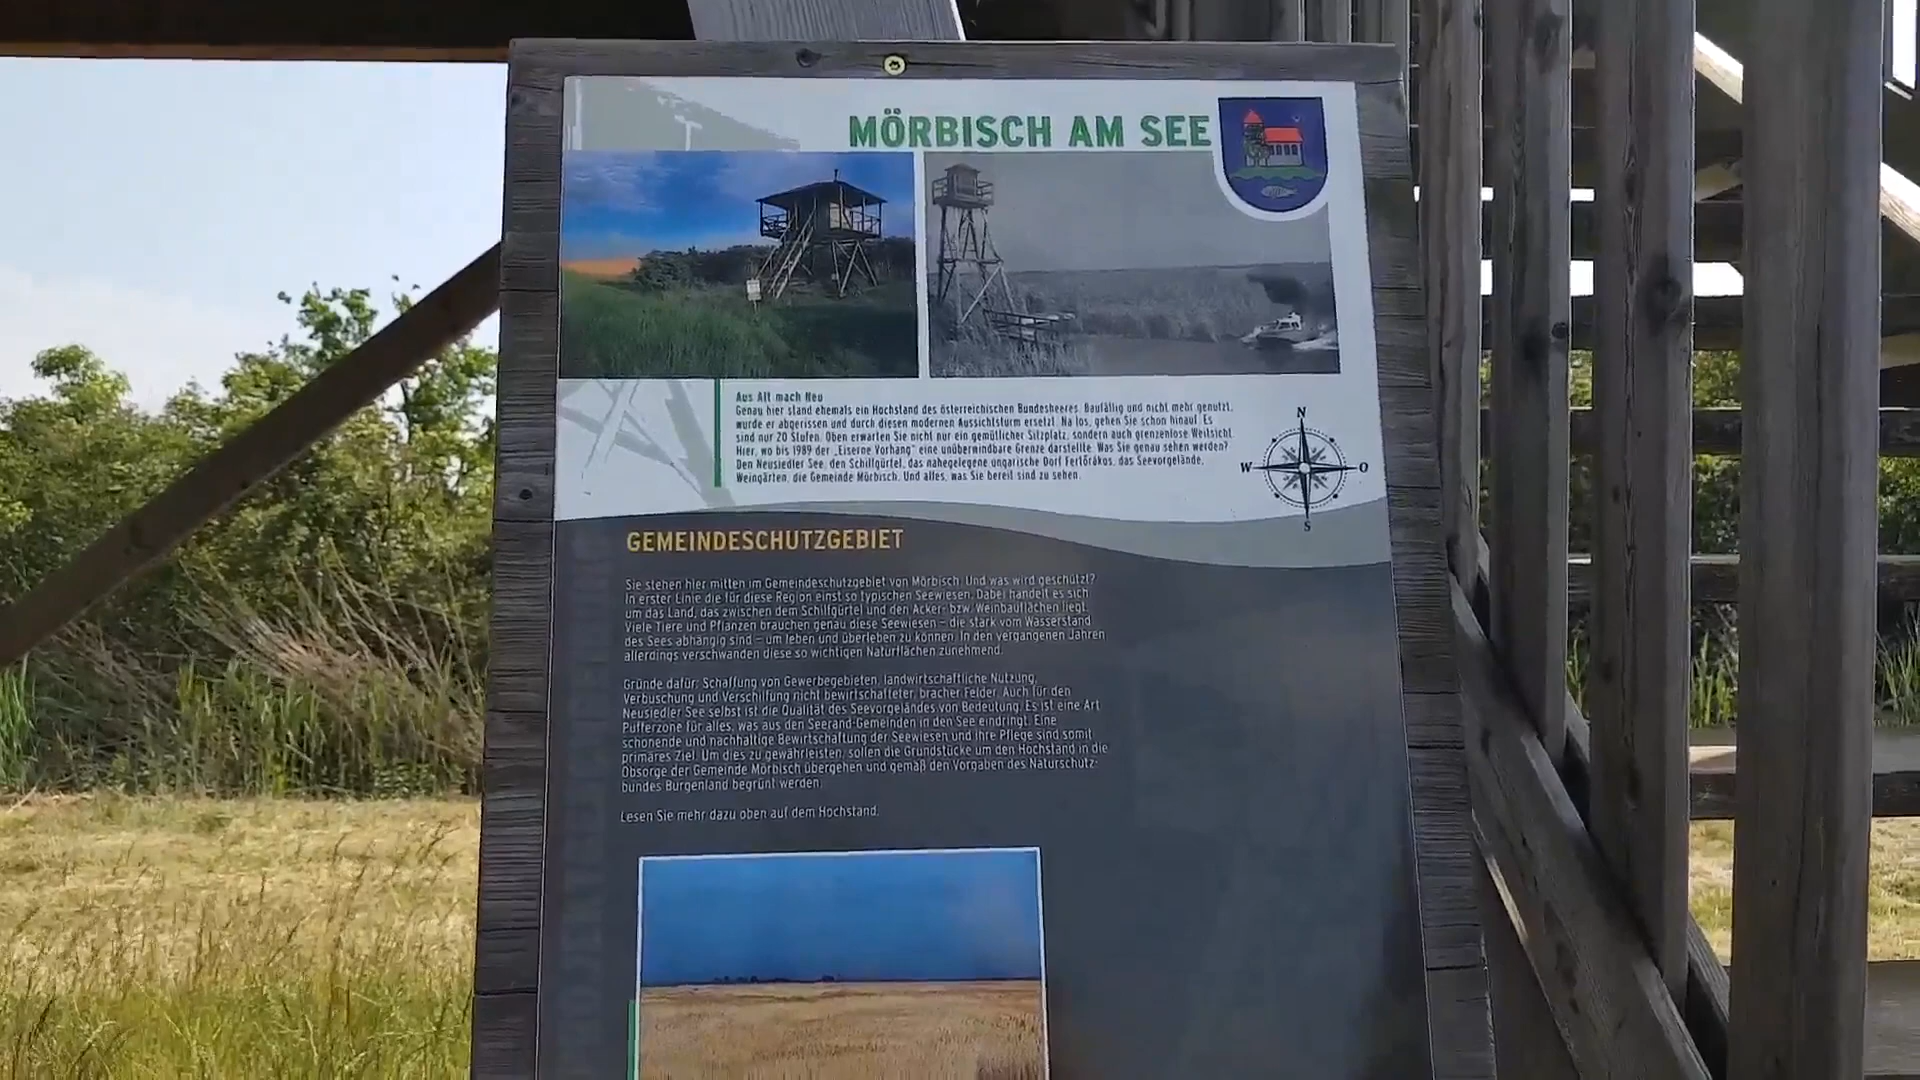 MÖRBISCH AM SEE
Aus Alt mach Neu
Genau hier stand ehemals ein Hochstand des österreichischen Bundesheeres. Baufällig und nicht mehr genutzt,
wurde er abgerissen und durch diesen modernen Aussichtsturm ersetzt. Na los, gehen Sie schon hinauf. Es
sind nur 20 Stufen. Oben erwarten Sie nicht nur ein gemütlicher Sitzplatz, sondern auch grenzenlose Weitsicht.
Hier, wo bis 1989 der „Eiserne Vorhang“ eine unüberwindbare Grenze darstellte. Was Sie genau sehen werden?
Den Neusiedler See, den Schilfgürtel, das nahegelegene ungarische Dorf Fertőrákos, das Seevorgelände,
Weingärten, die Gemeinde Mörbisch. Und alles, was Sie bereit sind zu sehen.
N
W
O
S
GEMEINDESCHUTZGEBIET
Sie stehen hier mitten im Gemeindeschutzgebiet von Mörbisch. Und was wird geschützt?
In erster Linie die für diese Region einst so typischen Seewiesen. Dabei handelt es sich
um das Land, das zwischen dem Schilfgürtel und den Acker- bzw. Weinbauflächen liegt.
Viele Tiere und Pflanzen brauchen genau diese Seewiesen – die stark vom Wasserstand
des Sees abhängig sind – um leben und überleben zu können. In den vergangenen Jahren
allerdings verschwanden diese so wichtigen Naturflächen zunehmend.
Gründe dafür: Schaffung von Gewerbegebieten, landwirtschaftliche Nutzung,
Verbuschung und Verschilfung nicht bewirtschafteter, bracher Felder. Auch für den
Neusiedler See selbst ist die Qualität des Seevorgeländes von Bedeutung. Es ist eine Art
Pufferzone für alles, was aus den Seerand-Gemeinden in den See eindringt. Eine
schonende und nachhaltige Bewirtschaftung der Seewiesen und ihre Pflege sind somit
primäres Ziel. Um dies zu gewährleisten, sollen die Grundstücke um den Hochstand in die
Obsorge der Gemeinde Mörbisch übergehen und gemäß den Vorgaben des Naturschutz-
bundes Burgenland begrünt werden.
Lesen Sie mehr dazu oben auf dem Hochstand.